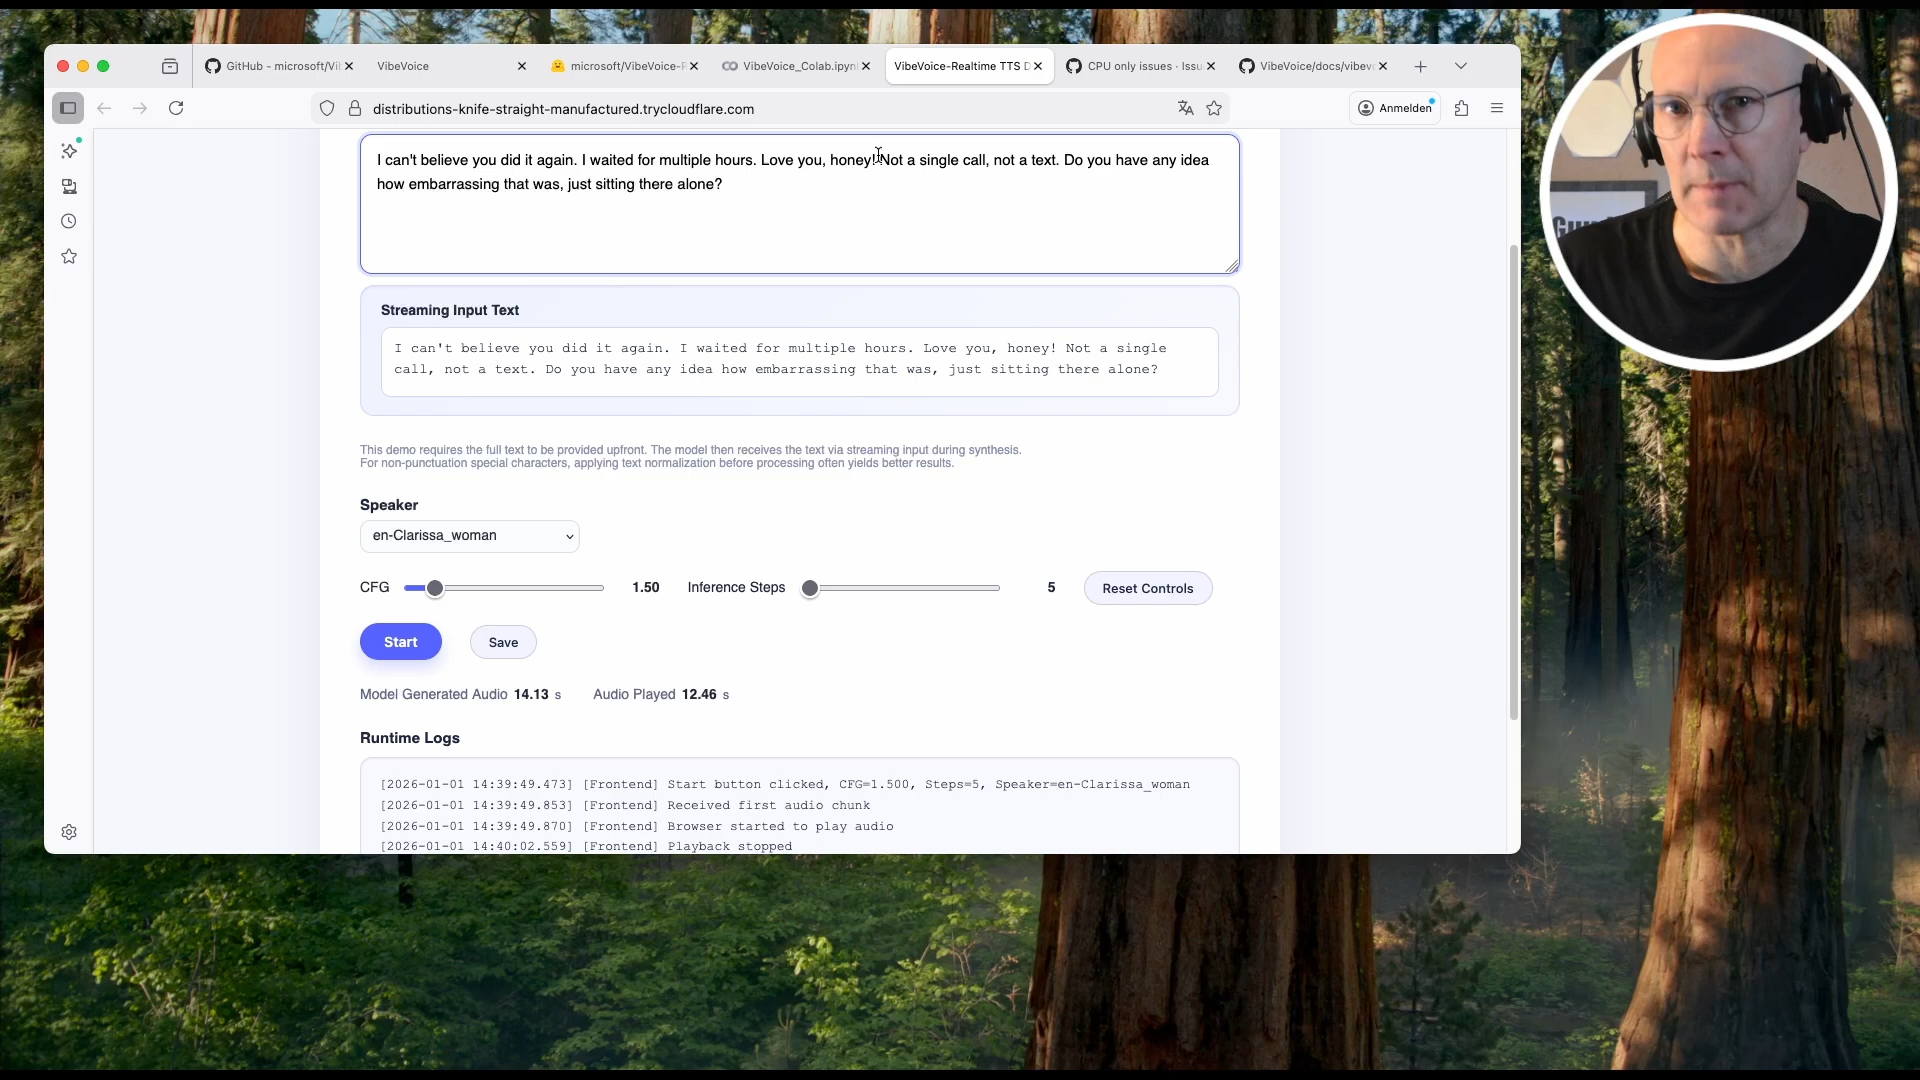 GitHub - microsoft/Vi
VibeVoice
microsoft/VibeVoice-
VibeVoice_Colab.ipyn
VibeVoice-Realtime TTS D
CPU only issues · Issu
VibeVoice/docs/vibev
distributions-knife-straight-manufactured.trycloudflare.com
Anmelden
I can't believe you did it again. I waited for multiple hours. Love you, honey! Not a single call, not a text. Do you have any idea
how embarrassing that was, just sitting there alone?
Streaming Input Text
I can't believe you did it again. I waited for multiple hours. Love you, honey! Not a single
call, not a text. Do you have any idea how embarrassing that was, just sitting there alone?
This demo requires the full text to be provided upfront. The model then receives the text via streaming input during synthesis.
For non-punctuation special characters, applying text normalization before processing often yields better results.
Speaker
en-Clarissa_woman
CFG 1.50 Inference Steps 5 Reset Controls
Start Save
Model Generated Audio 14.13 s Audio Played 12.46 s
Runtime Logs
[2026-01-01 14:39:49.473] [Frontend] Start button clicked, CFG=1.500, Steps=5, Speaker=en-Clarissa_woman
[2026-01-01 14:39:49.853] [Frontend] Received first audio chunk
[2026-01-01 14:39:49.870] [Frontend] Browser started to play audio
[2026-01-01 14:40:02.559] [Frontend] Playback stopped